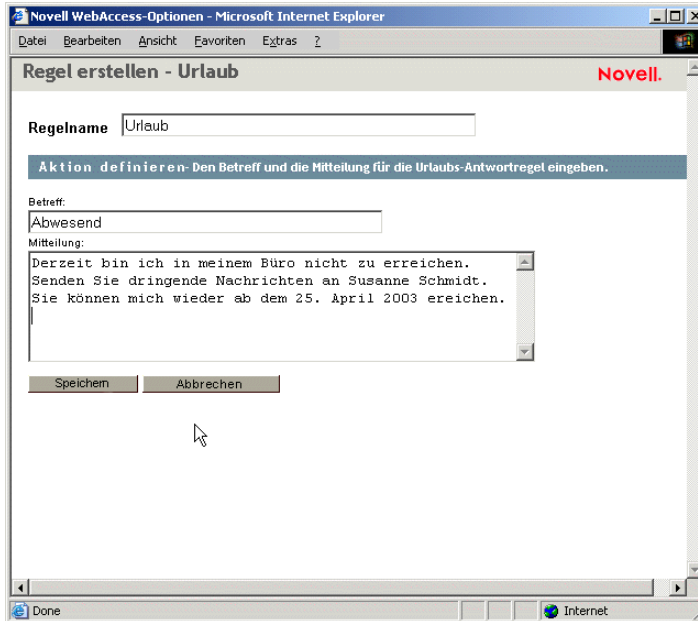 Novell WebAccess-Optionen - Microsoft Internet Explorer
Datei Bearbeiten Ansicht Favoriten Extras ?
Regel erstellen - Urlaub
Novell.
Regelname Urlaub
Aktion definieren- Den Betreff und die Mitteilung für die Urlaubs-Antwortregel eingeben.
Betreff:
Abwesend
Mitteilung:
Derzeit bin ich in meinem Büro nicht zu erreichen.
Senden Sie dringende Nachrichten an Susanne Schmidt.
Sie können mich wieder ab dem 25. April 2003 ereichen.
Speichern Abbrechen
Done Internet